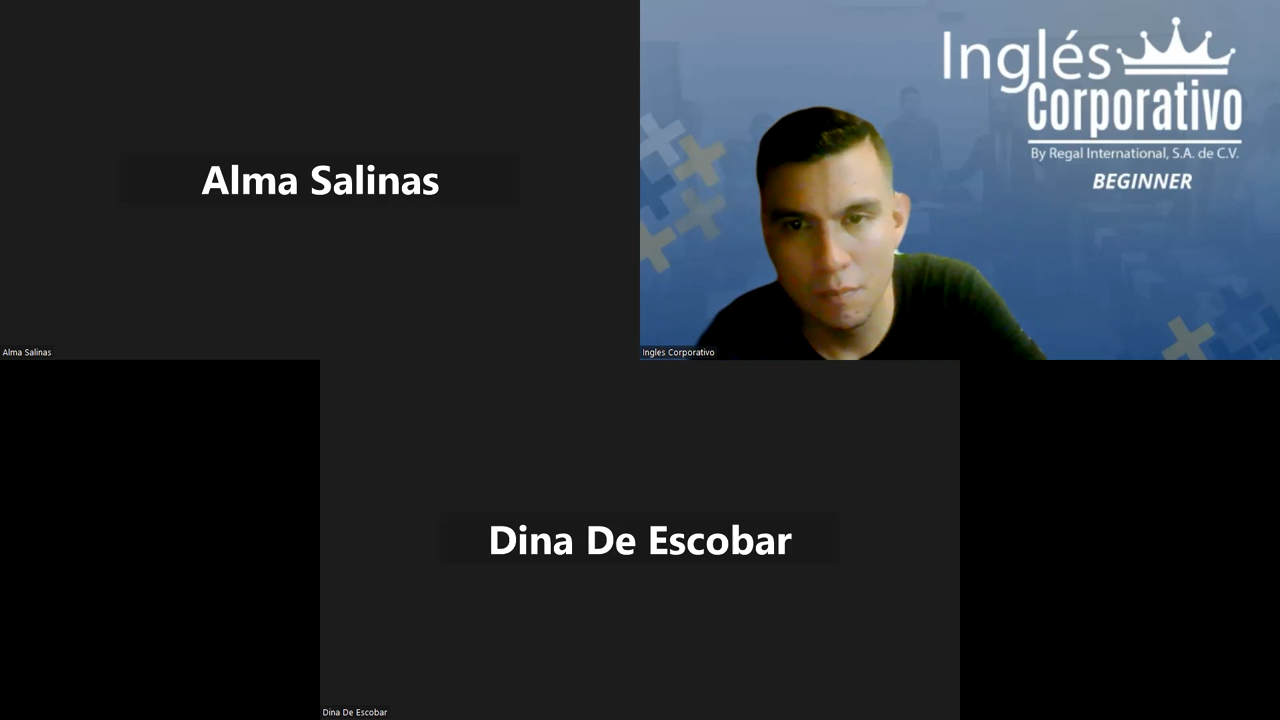 Alma Salinas
Alma Salinas
Inglés
Corporativo
By Regal International, S.A. de C.V.
BEGINNER
Ingles Corporativo
Dina De Escobar
Dina De Escobar